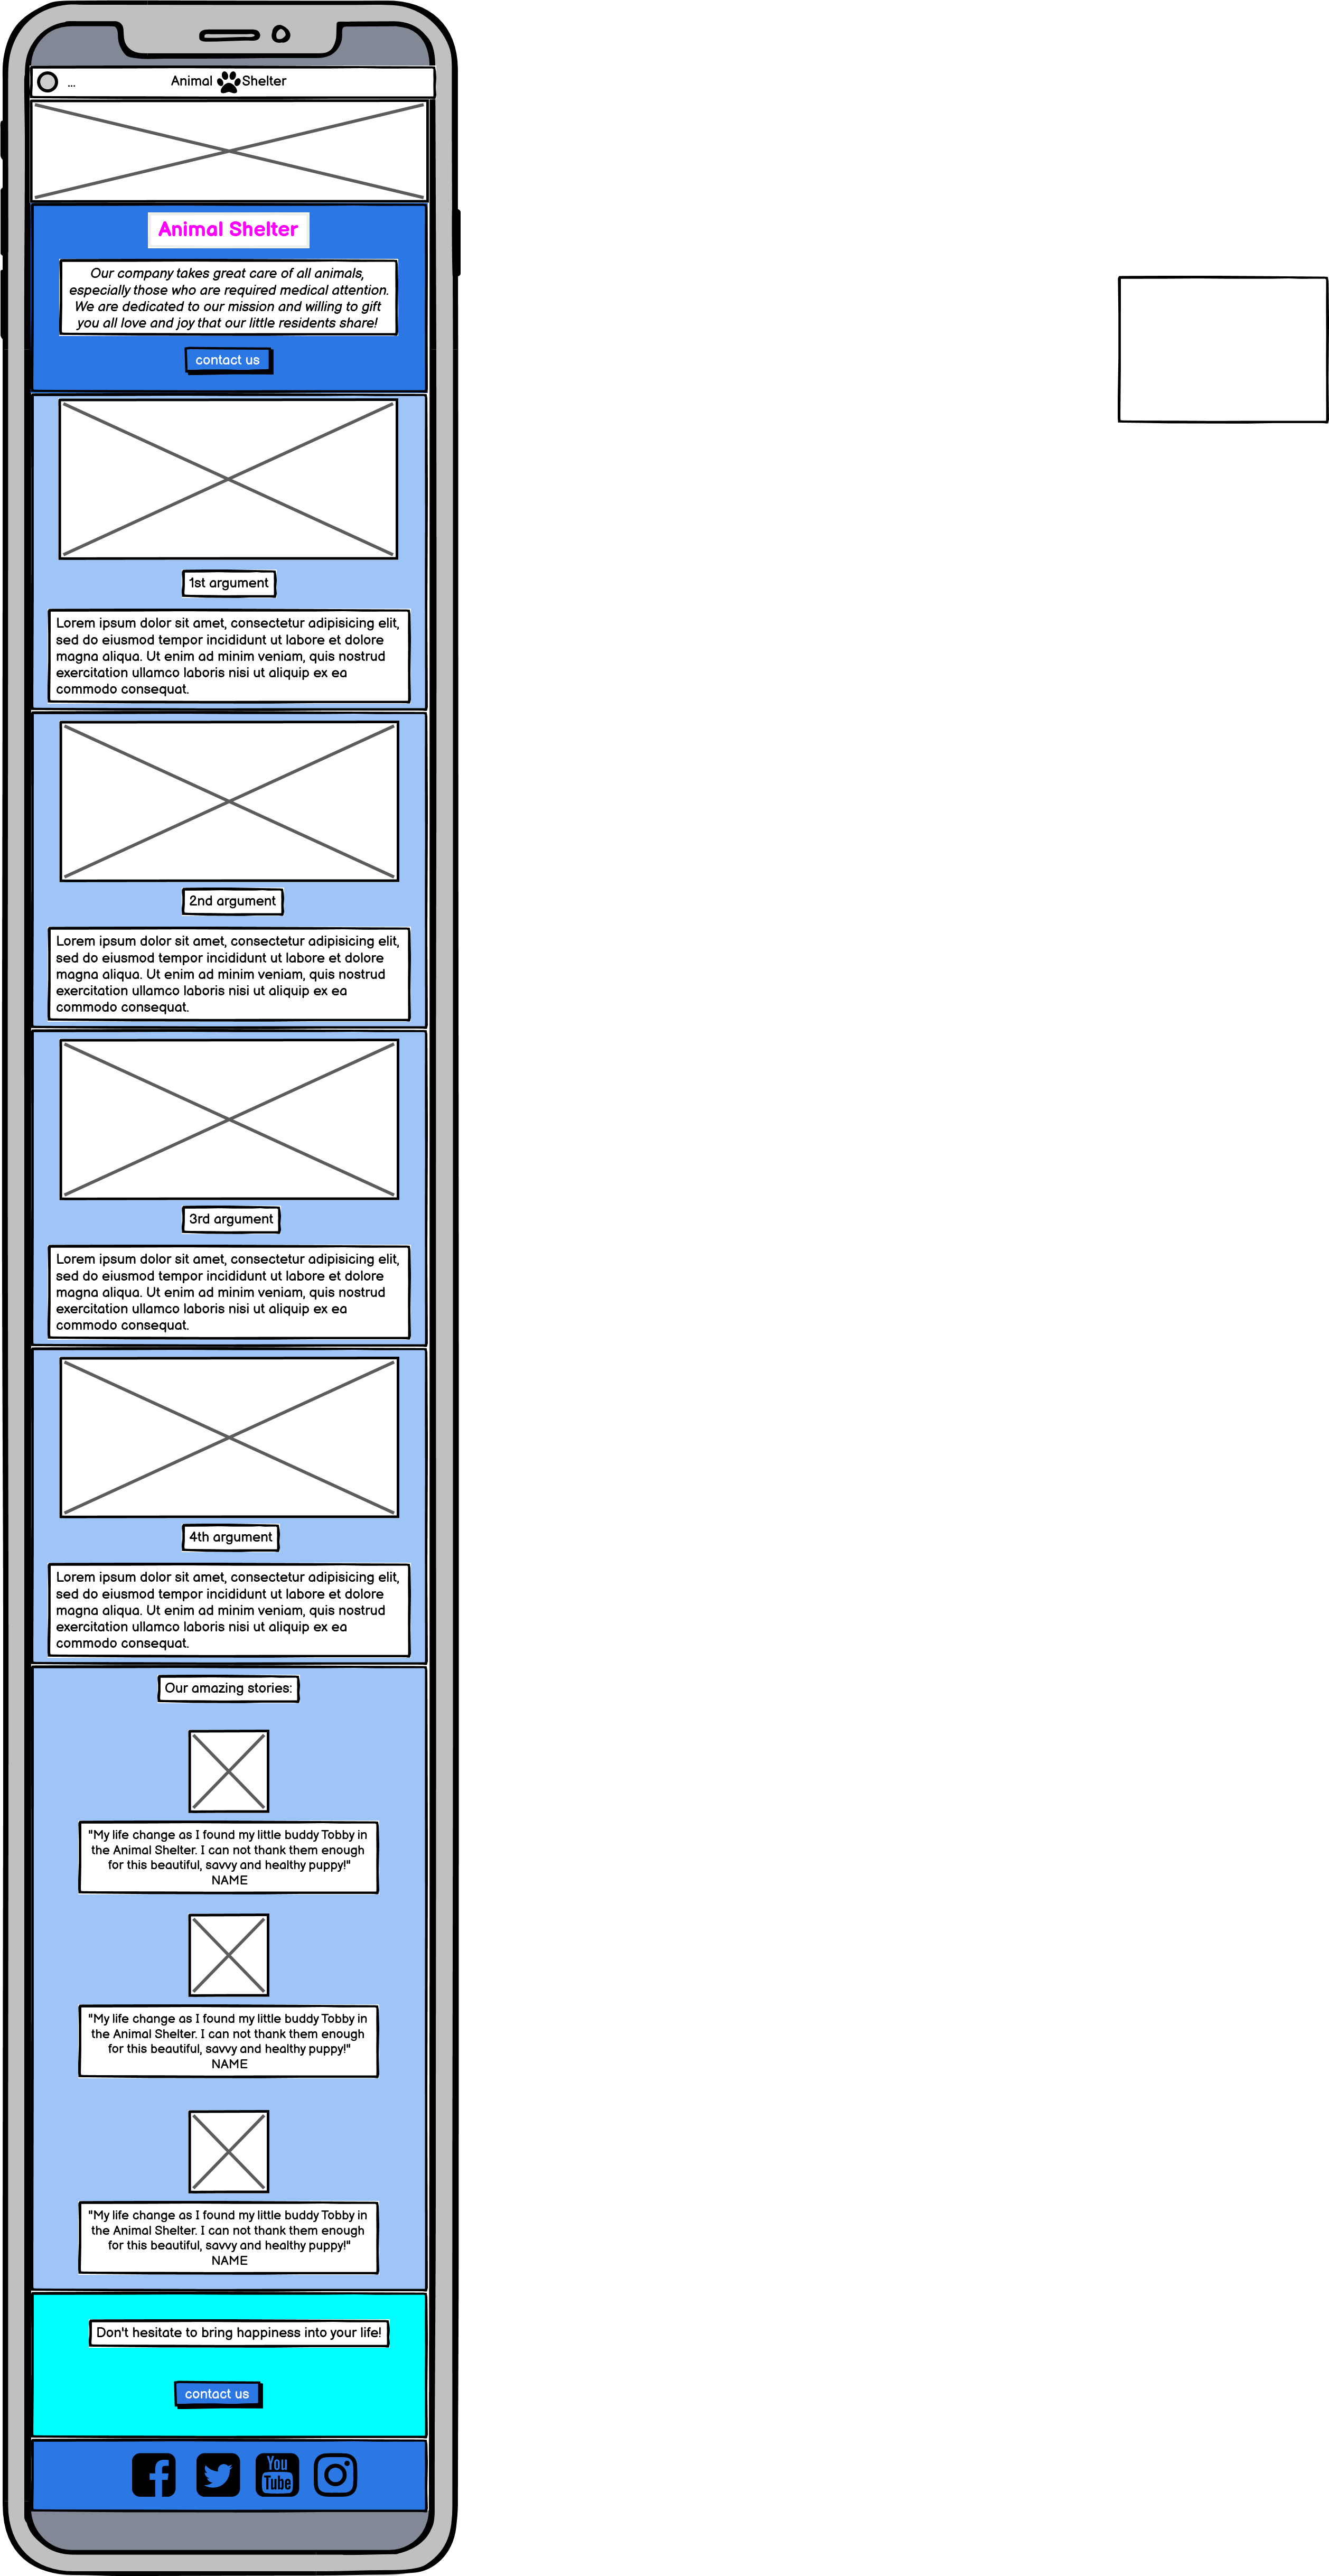 ... Animal Shelter
Animal Shelter
Our company takes great care of all animals,
especially those who are required medical attention.
We are dedicated to our mission and willing to gift
you all love and joy that our little residents share!
contact us
1st argument
Lorem ipsum dolor sit amet, consectetur adipisicing elit,
sed do eiusmod tempor incididunt ut labore et dolore
magna aliqua. Ut enim ad minim veniam, quis nostrud
exercitation ullamco laboris nisi ut aliquip ex ea
commodo consequat.
2nd argument
Lorem ipsum dolor sit amet, consectetur adipisicing elit,
sed do eiusmod tempor incididunt ut labore et dolore
magna aliqua. Ut enim ad minim veniam, quis nostrud
exercitation ullamco laboris nisi ut aliquip ex ea
commodo consequat.
3rd argument
Lorem ipsum dolor sit amet, consectetur adipisicing elit,
sed do eiusmod tempor incididunt ut labore et dolore
magna aliqua. Ut enim ad minim veniam, quis nostrud
exercitation ullamco laboris nisi ut aliquip ex ea
commodo consequat.
4th argument
Lorem ipsum dolor sit amet, consectetur adipisicing elit,
sed do eiusmod tempor incididunt ut labore et dolore
magna aliqua. Ut enim ad minim veniam, quis nostrud
exercitation ullamco laboris nisi ut aliquip ex ea
commodo consequat.
Our amazing stories:
"My life change as I found my little buddy Tobby in
the Animal Shelter. I can not thank them enough
for this beautiful, savvy and healthy puppy!"
NAME
"My life change as I found my little buddy Tobby in
the Animal Shelter. I can not thank them enough
for this beautiful, savvy and healthy puppy!"
NAME
"My life change as I found my little buddy Tobby in
the Animal Shelter. I can not thank them enough
for this beautiful, savvy and healthy puppy!"
NAME
Don't hesitate to bring happiness into your life!
contact us
You
Tube